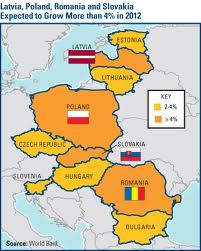 Latvia, Poland, Romania and Slovakia
Expected to Grow More than 4% in 2012
ESTONIA
LATVIA
LITHUANIA
KEY
2-4%
> 4%
POLAND
CZECH REPUBLIC
SLOVAKIA
HUNGARY
ROMANIA
BULGARIA
Source: World Bank